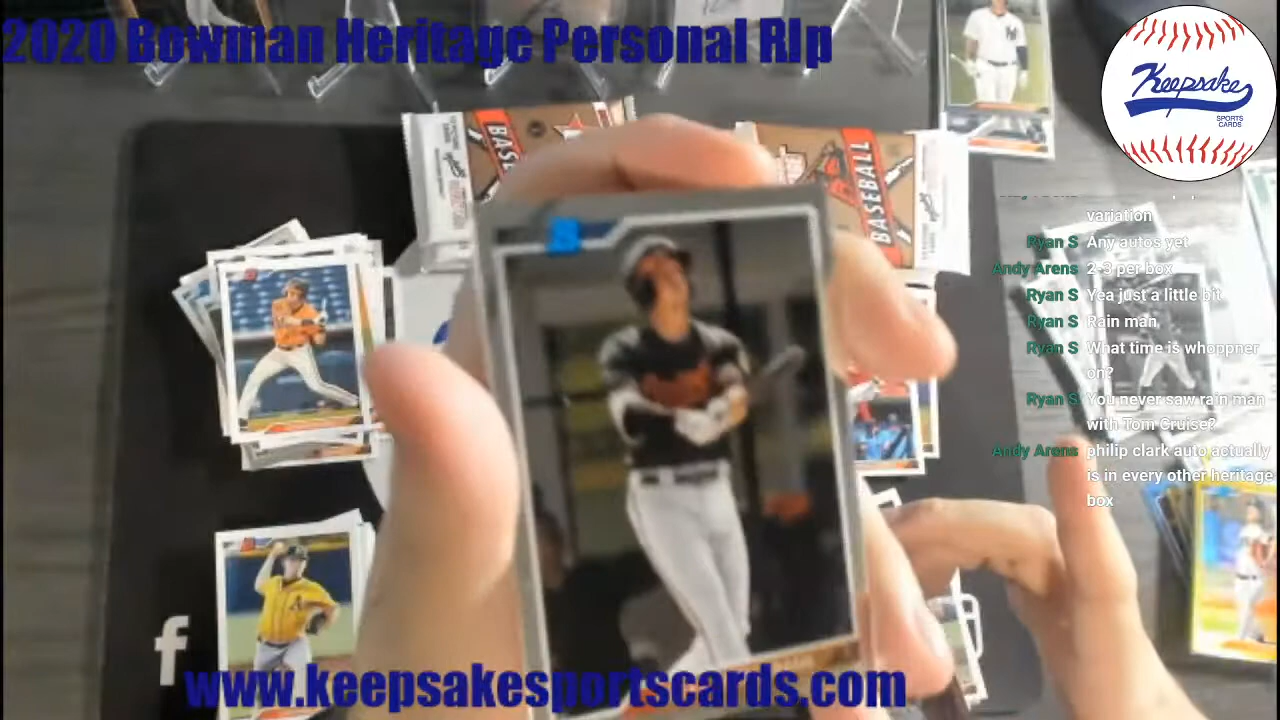 2020 Bowman Heritage Personal Rip
Keepsake
SPORTS
CARDS
BASE
BASEBALL
variation
Ryan S Any autos yet
Andy Arens 2-3 per box
Ryan S Yea just a little bit
Ryan S Rain man
Ryan S What time is whoppner
on?
Ryan S You never saw rain man
with Tom Cruise?
Andy Arens philip clark auto actually
is in every other heritage
box
A
f
www.keepsakesportscards.com